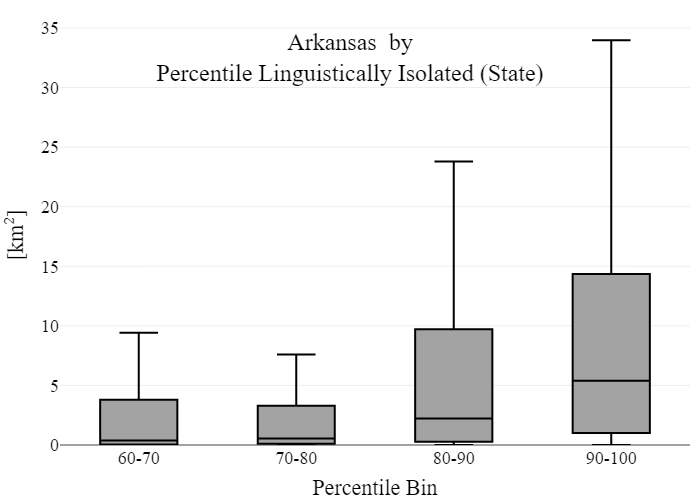 Arkansas by
Percentile Linguistically Isolated (State)
35
30
25
20
15
10
5
0
[km²]
60-70 70-80 80-90 90-100
Percentile Bin